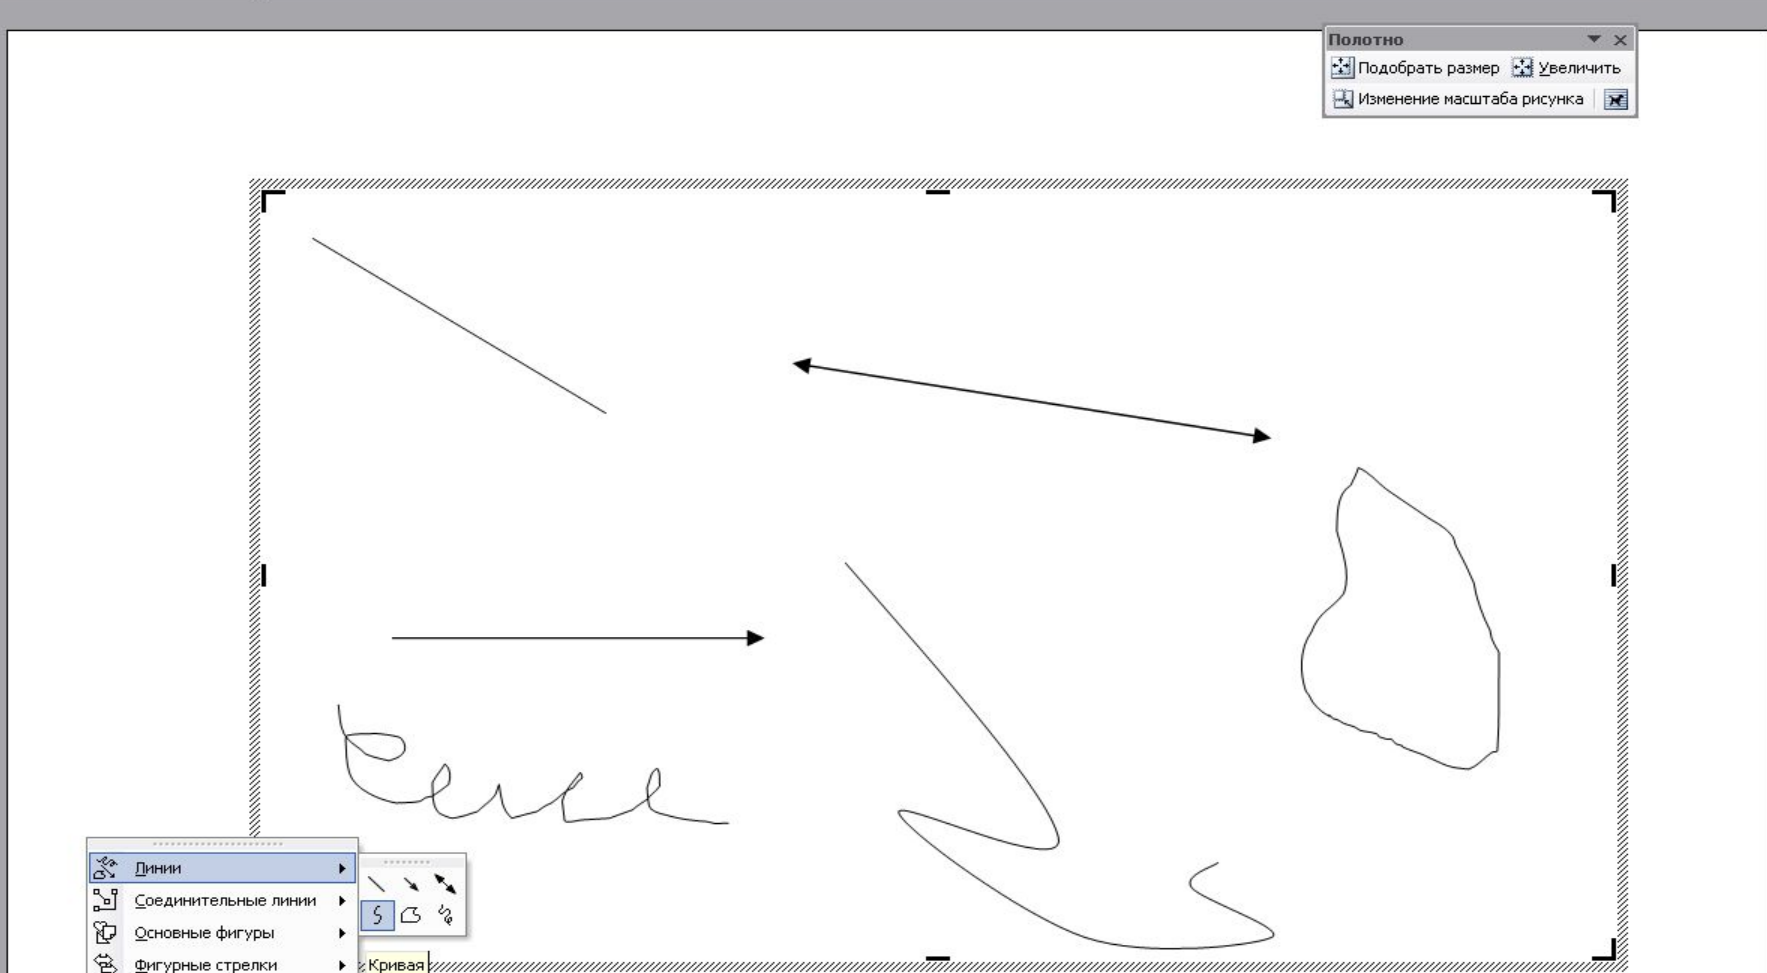 Полотно
Подобрать размер Увеличить
Изменение масштаба рисунка
Линии
Соединительные линии
Основные фигуры
Фигурные стрелки
Кривая